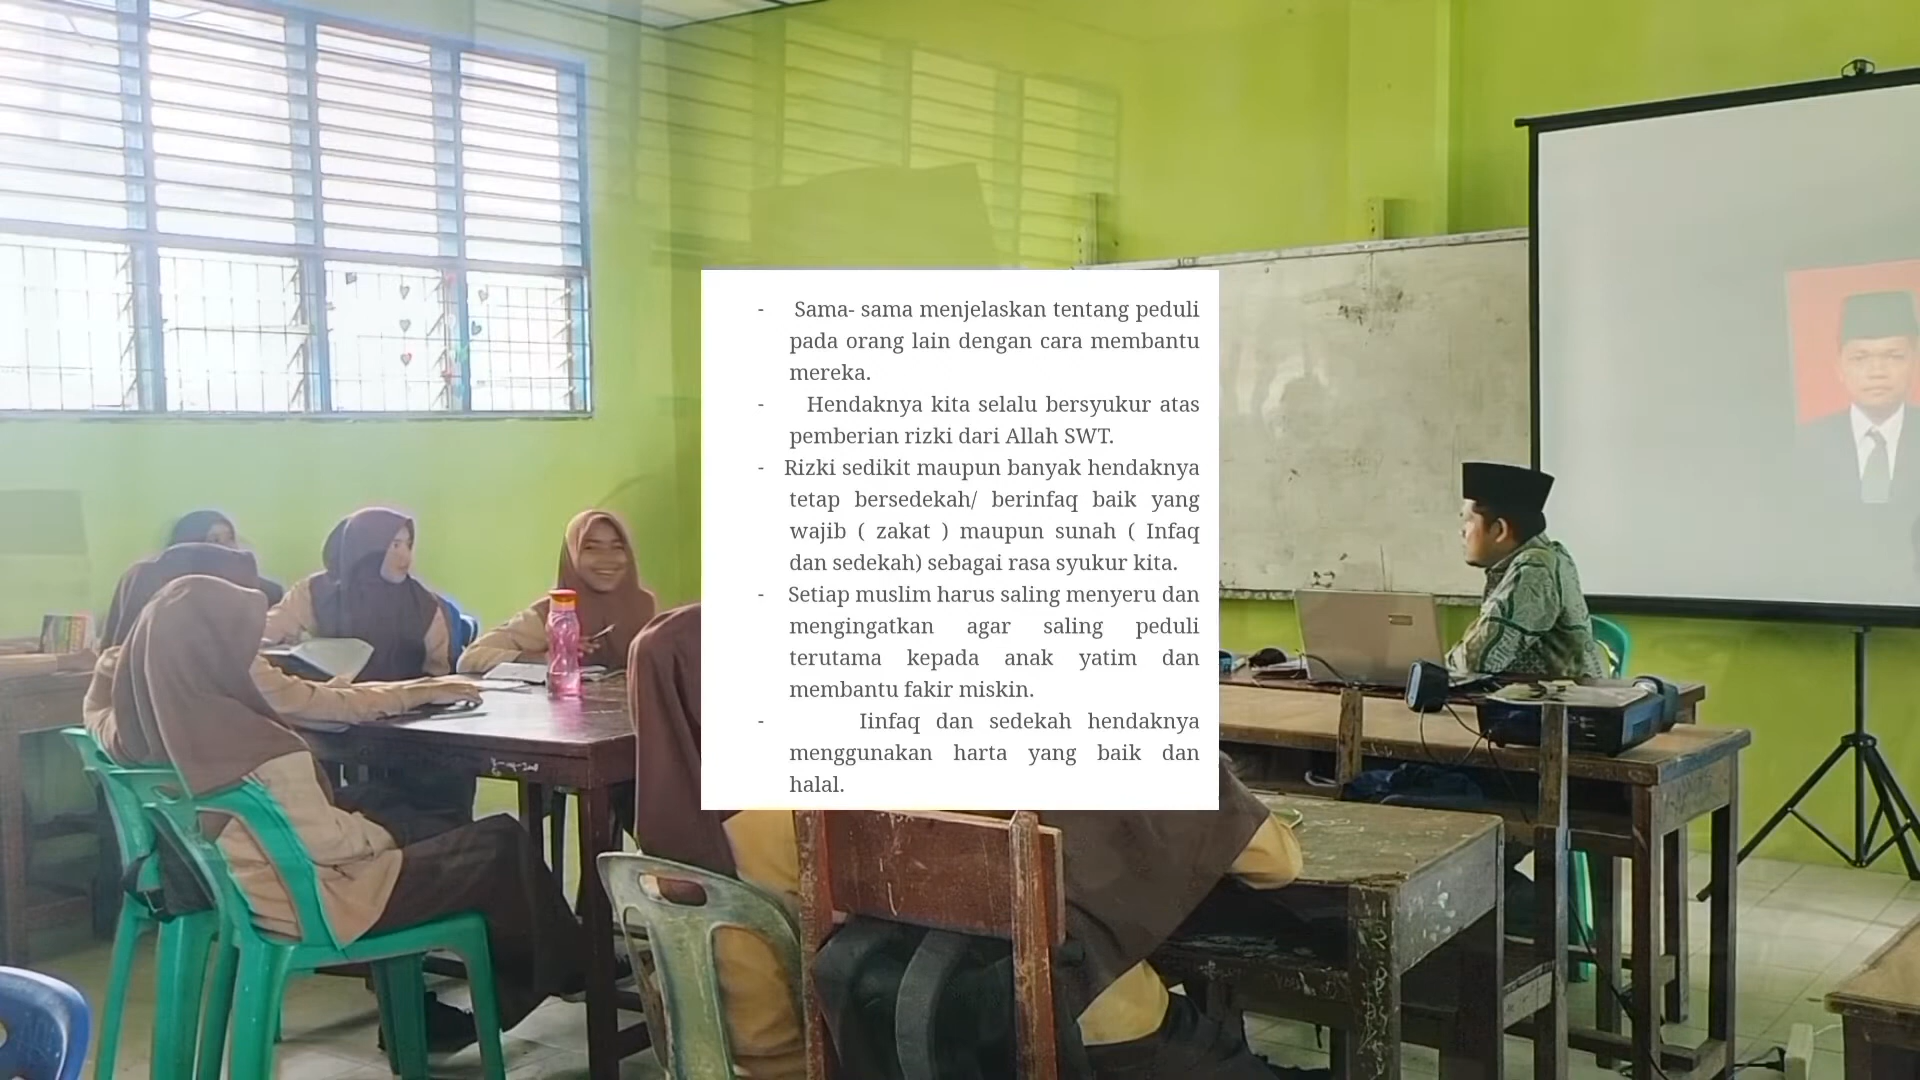 - Sama- sama menjelaskan tentang peduli
pada orang lain dengan cara membantu
mereka.
- Hendaknya kita selalu bersyukur atas
pemberian rizki dari Allah SWT.
- Rizki sedikit maupun banyak hendaknya
tetap bersedekah/ berinfaq baik yang
wajib ( zakat ) maupun sunah ( Infaq
dan sedekah) sebagai rasa syukur kita.
- Setiap muslim harus saling menyeru dan
mengingatkan agar saling peduli
terutama kepada anak yatim dan
membantu fakir miskin.
- Iinfaq dan sedekah hendaknya
menggunakan harta yang baik dan
halal.